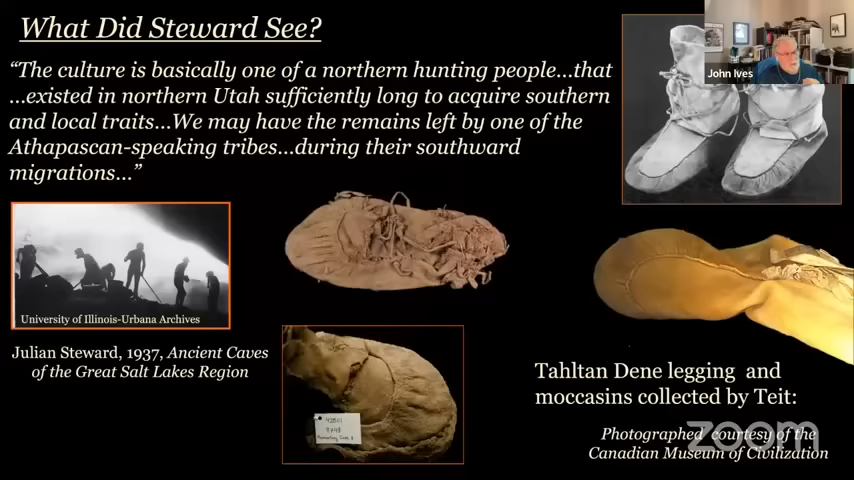 What Did Steward See?
“The culture is basically one of a northern hunting people...that
...existed in northern Utah sufficiently long to acquire southern
and local traits...We may have the remains left by one of the
Athapascan-speaking tribes...during their southward
migrations...”
John Ives
University of Illinois-Urbana Archives
Julian Steward, 1937, Ancient Caves
of the Great Salt Lakes Region
Tahltan Dene legging and
moccasins collected by Teit:
Photographed courtesy of the
Canadian Museum of Civilization
zoom